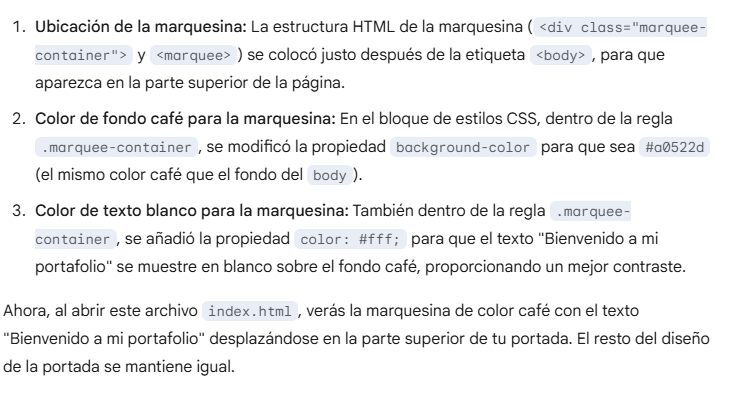 1. Ubicación de la marquesina: La estructura HTML de la marquesina ( <div class="marquee-
container"> y <marquee> ) se colocó justo después de la etiqueta <body> , para que
aparezca en la parte superior de la página.
2. Color de fondo café para la marquesina: En el bloque de estilos CSS, dentro de la regla
.marquee-container , se modificó la propiedad background-color para que sea #a0522d
(el mismo color café que el fondo del body ).
3. Color de texto blanco para la marquesina: También dentro de la regla .marquee-
container , se añadió la propiedad color: #fff; para que el texto "Bienvenido a mi
portafolio" se muestre en blanco sobre el fondo café, proporcionando un mejor contraste.
Ahora, al abrir este archivo index.html , verás la marquesina de color café con el texto
"Bienvenido a mi portafolio" desplazándose en la parte superior de tu portada. El resto del diseño
de la portada se mantiene igual.